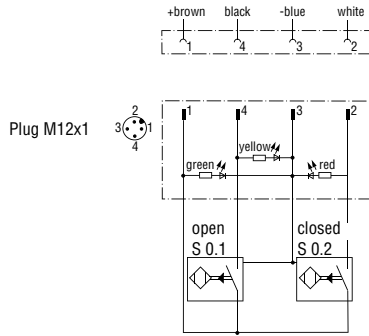 +brown black -blue white
1 4 3 2
Plug M12x1
2
3 1
4
1 4 3 2
yellow
green red
open closed
S 0.1 S 0.2